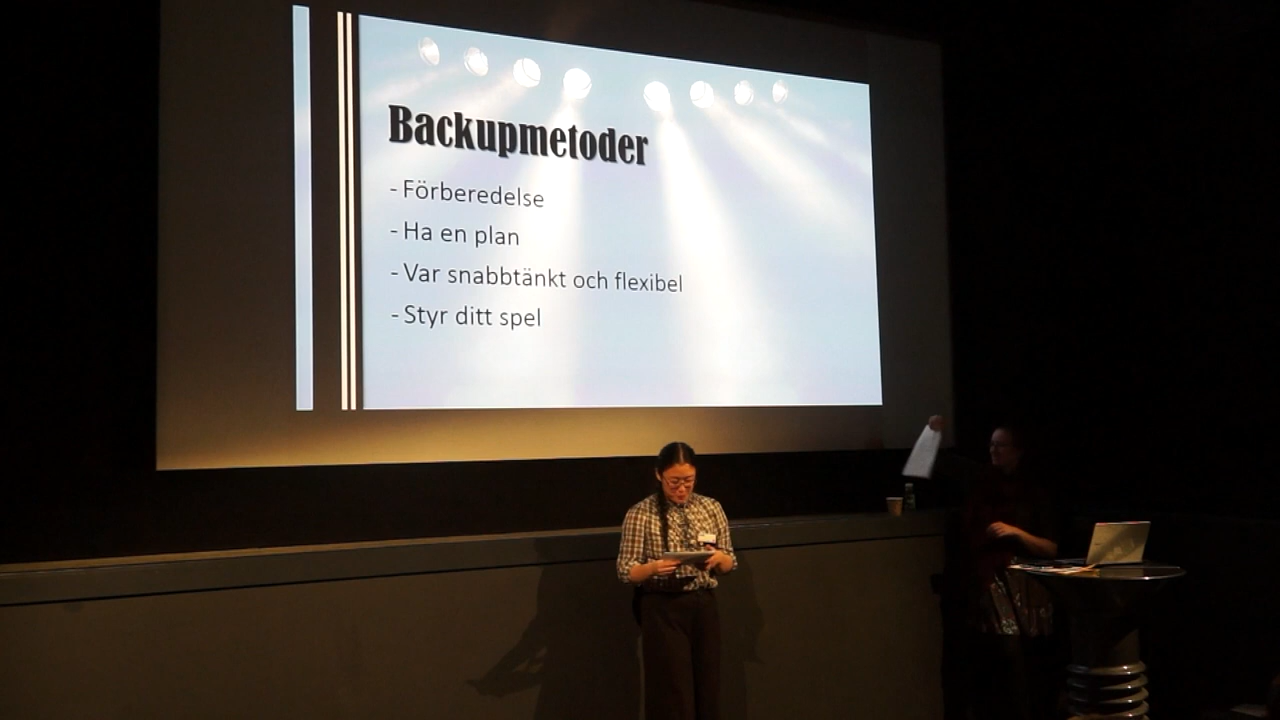 Backupmetoder
- Förberedelse
- Ha en plan
- Var snabbtänkt och flexibel
- Styr ditt spel